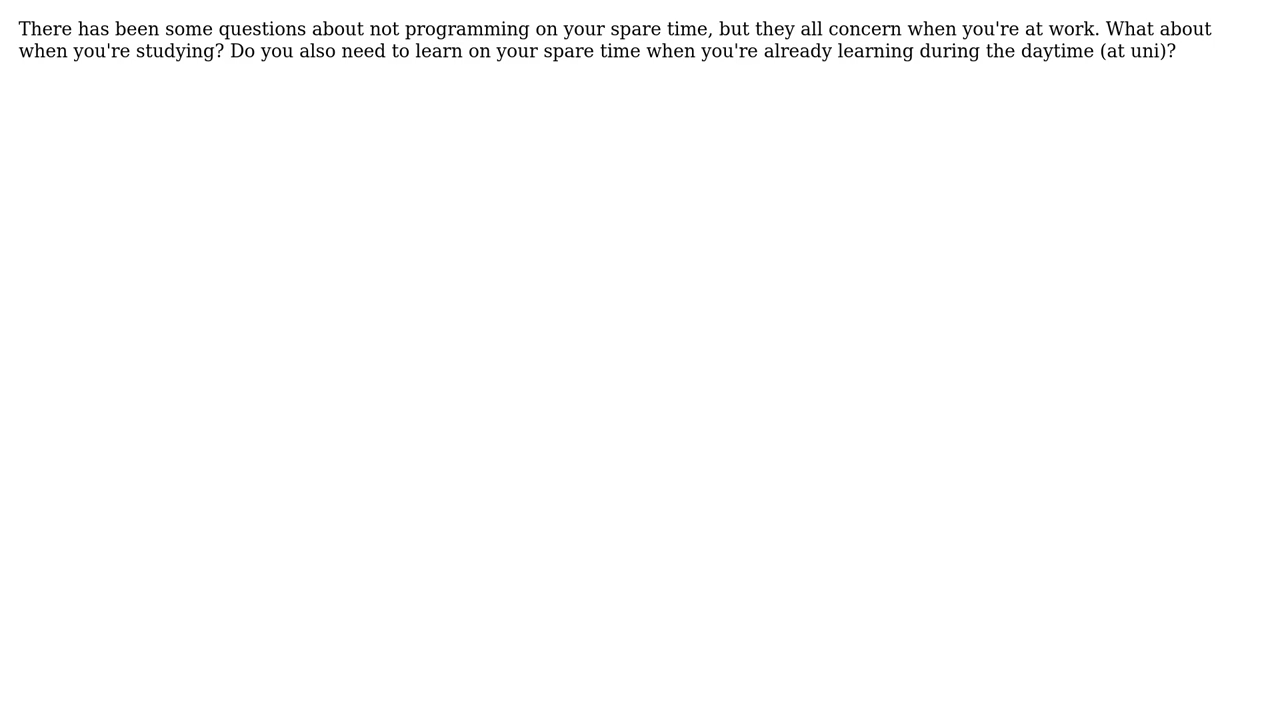 There has been some questions about not programming on your spare time, but they all concern when you're at work. What about
when you're studying? Do you also need to learn on your spare time when you're already learning during the daytime (at uni)?